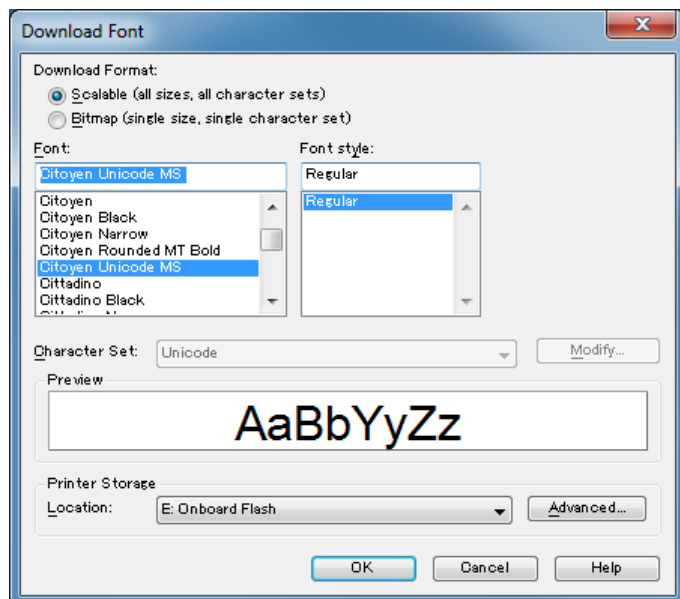 Download Font
Download Format:
Scalable (all sizes, all character sets)
Bitmap (single size, single character set)
Font:
Font style:
Citoyen Unicode MS
Regular
Citoyen
Citoyen Black
Citoyen Narrow
Citoyen Rounded MT Bold
Citoyen Unicode MS
Cittadino
Cittadino Black
Regular
Character Set:
Unicode
Modify...
Preview
AaBbYyZz
Printer Storage
Location:
E: Onboard Flash
Advanced...
OK
Cancel
Help